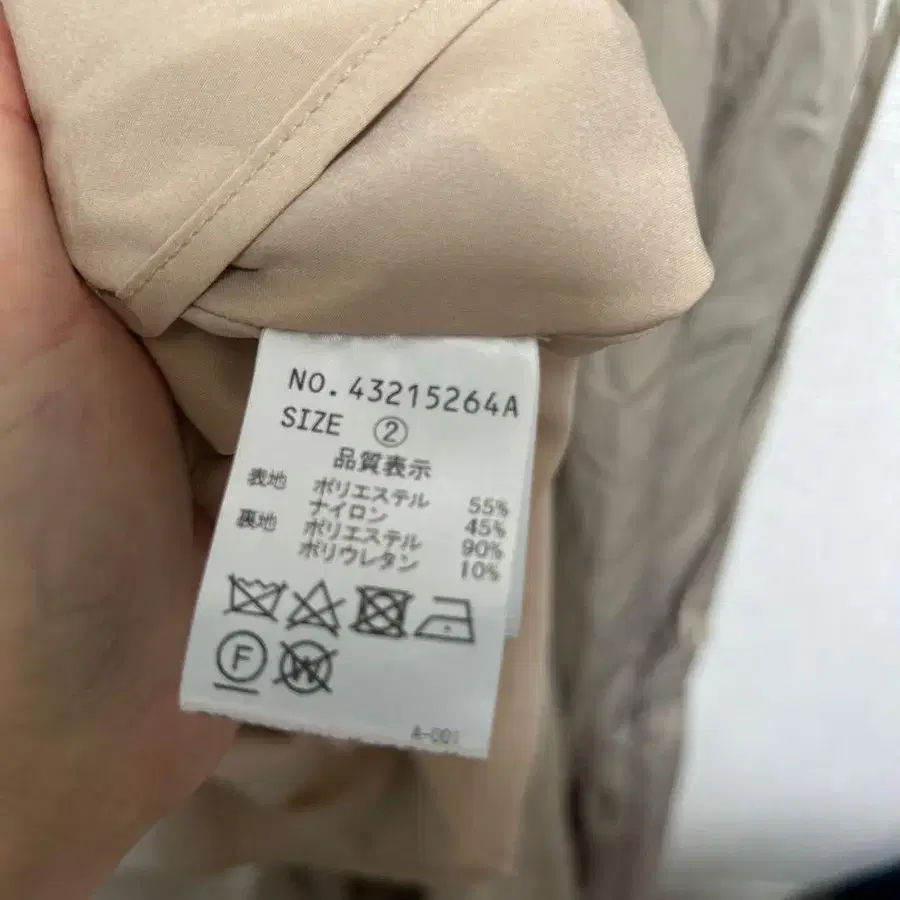 NO. 43215264A
SIZE ②
品質表示
表地 ポリエステル 55%
ナイロン 45%
裏地 ポリエステル 90%
ポリウレタン 10%
F W
A-001